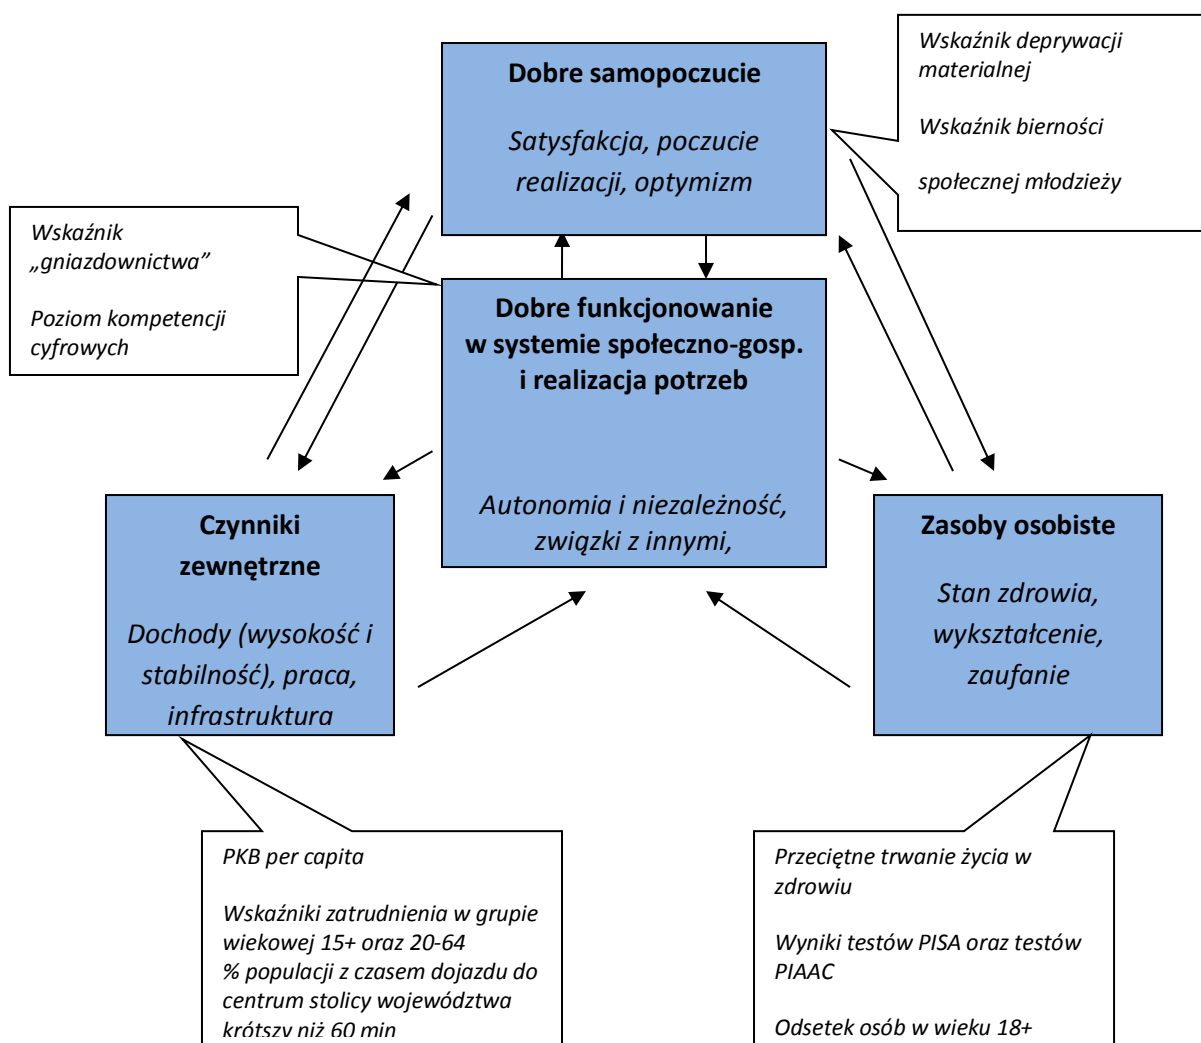 Dobre samopoczucie
Satysfakcja, poczucie
realizacji, optymizm
Wskaźnik deprywacji
materialnej
Wskaźnik bierności
społecznej młodzieży
Wskaźnik
„gniazdownictwa”
Poziom kompetencji
cyfrowych
Dobre funkcjonowanie
w systemie społeczno-gosp.
i realizacja potrzeb
Autonomia i niezależność,
związki z innymi,
Czynniki
zewnętrzne
Dochody (wysokość i
stabilność), praca,
infrastruktura
Zasoby osobiste
Stan zdrowia,
wykształcenie,
zaufanie
PKB per capita
Wskaźniki zatrudnienia w grupie
wiekowej 15+ oraz 20-64
% populacji z czasem dojazdu do
centrum stolicy województwa
krótszy niż 60 min
Przeciętne trwanie życia w
zdrowiu
Wyniki testów PISA oraz testów
PIAAC
Odsetek osób w wieku 18+